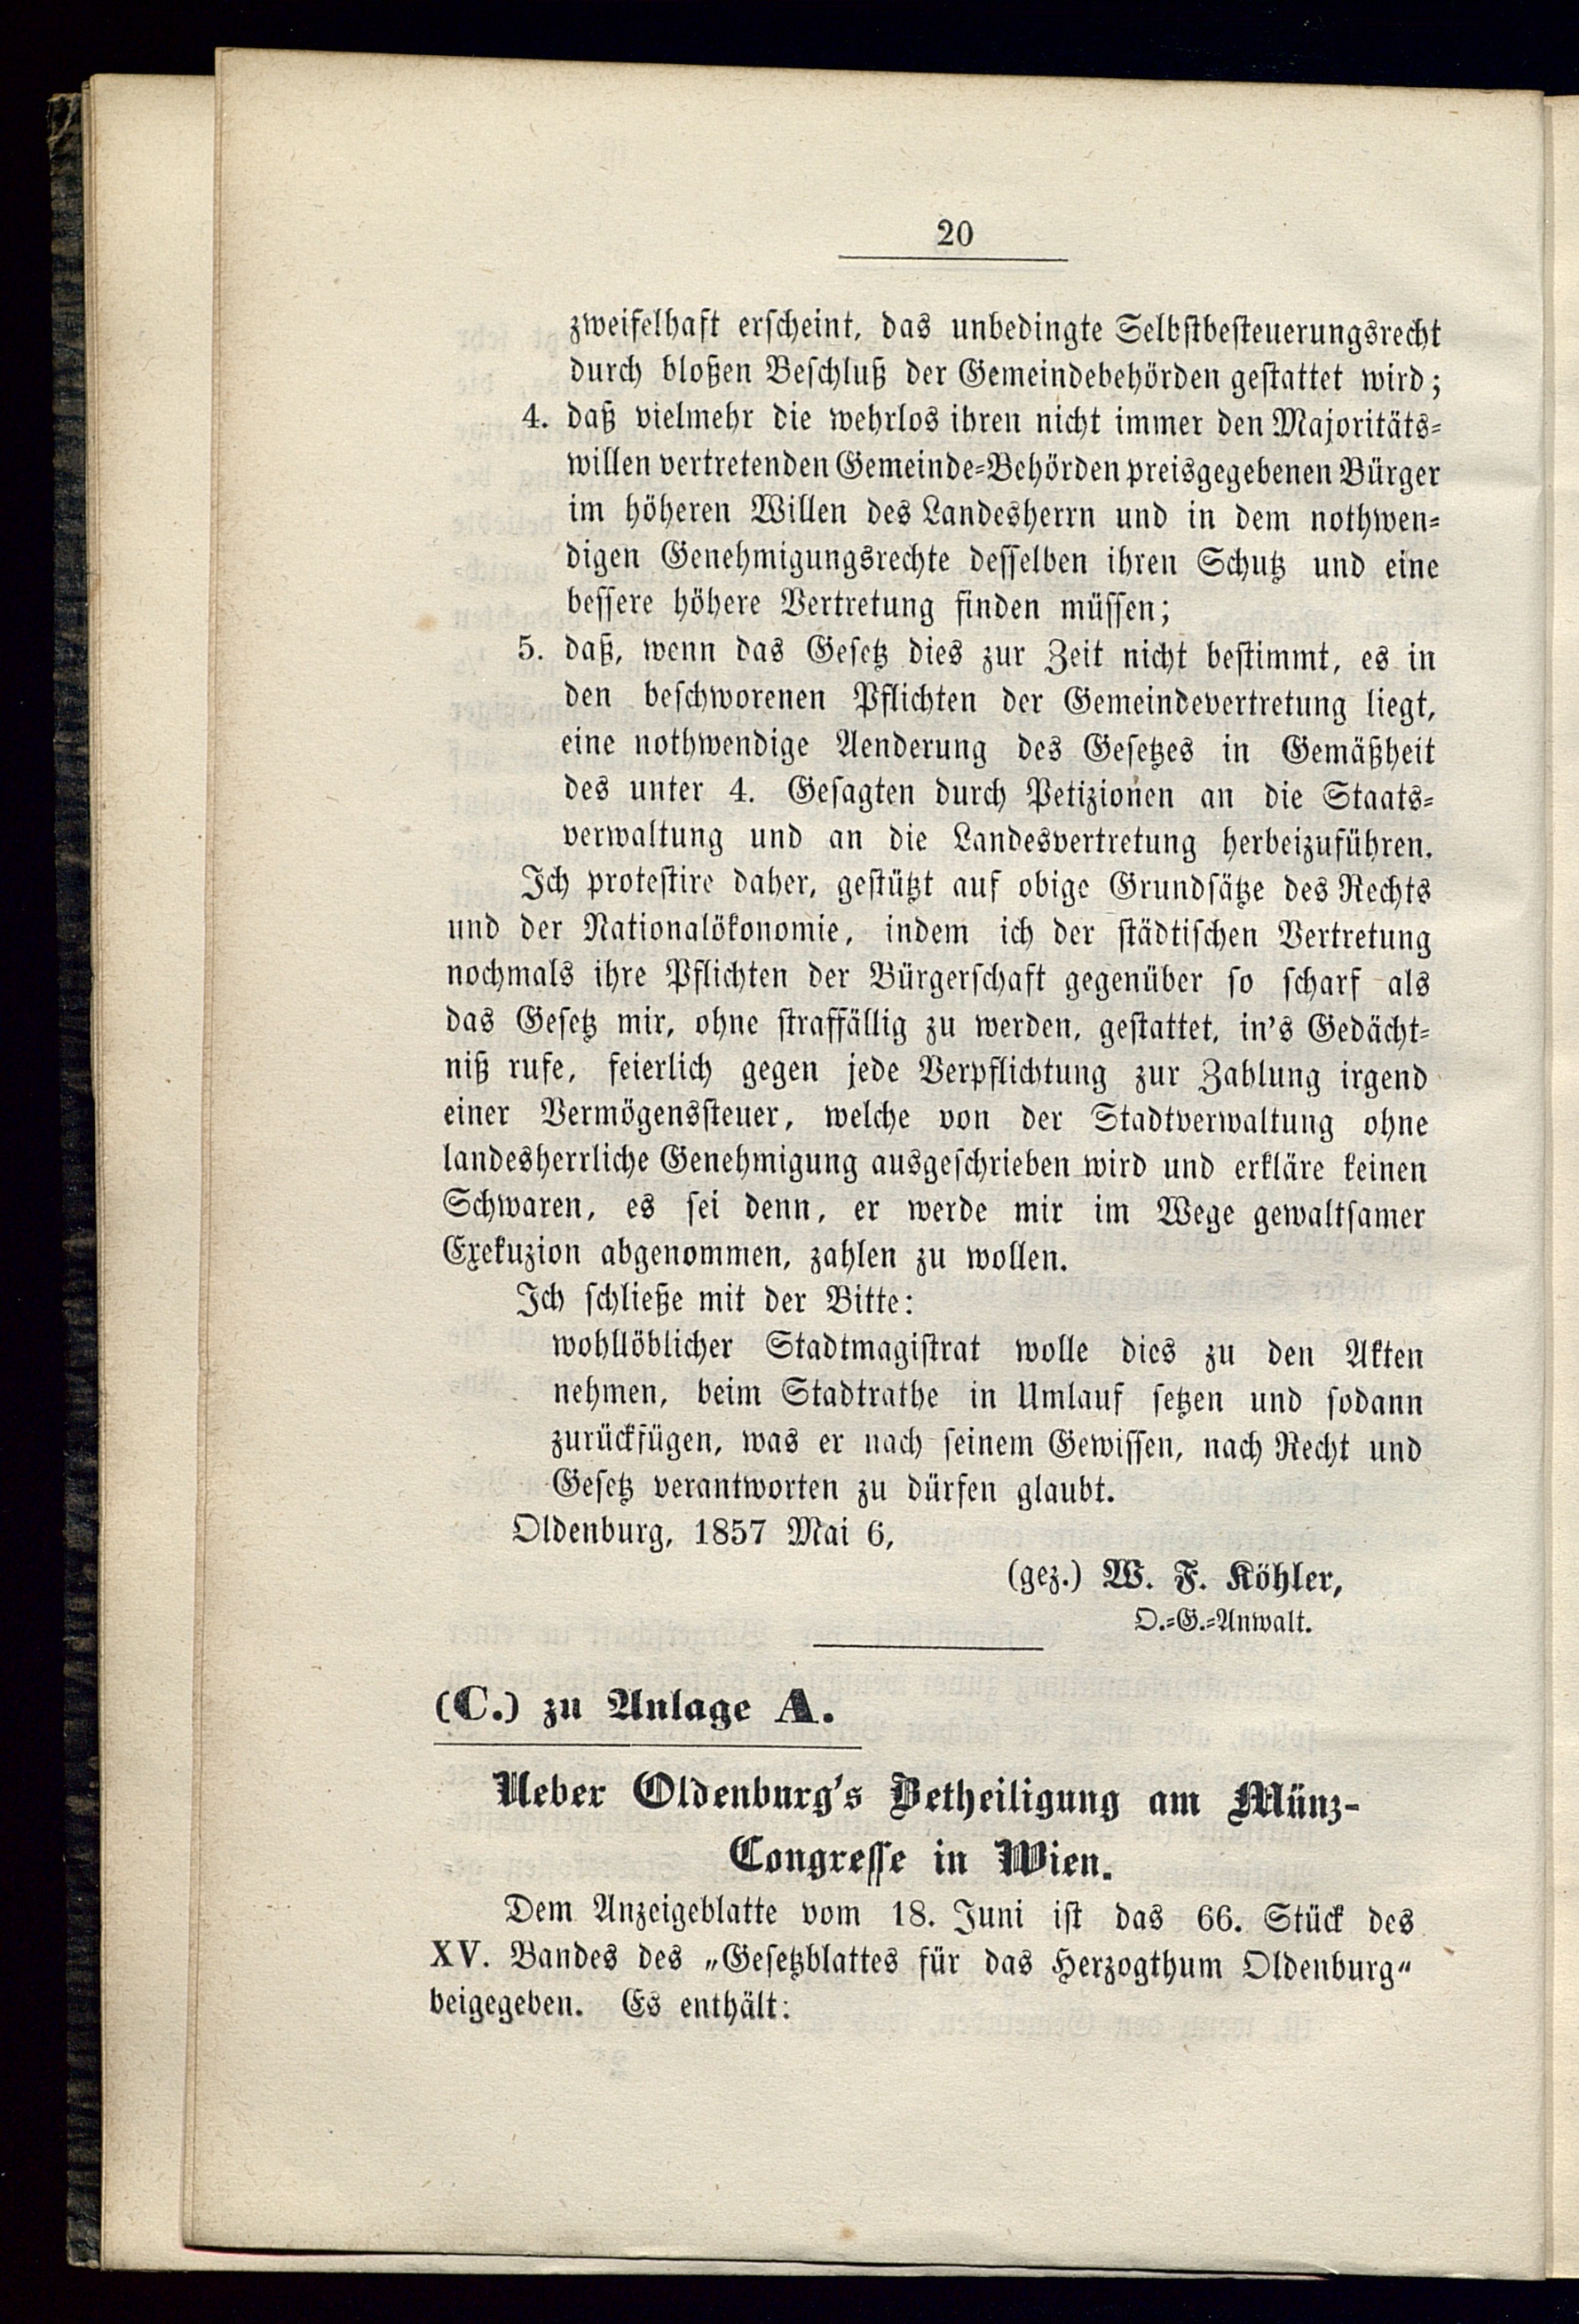 20
zweifelhaft erscheint, das unbedingte Selbstbesteuerungsrecht
durch bloßen Beschluß der Gemeindebehörden gestattet wird;
4. daß vielmehr die wehrlos ihren nicht immer den Majoritäts-
willen vertretenden Gemeinde-Behörden preisgegebenen Bürger
im höheren Willen des Landesherrn und in dem nothwen-
digen Genehmigungsrechte desselben ihren Schutz und eine
bessere höhere Vertretung finden müssen;
5. daß, wenn das Gesetz dies zur Zeit nicht bestimmt, es in
den beschworenen Pflichten der Gemeindevertretung liegt,
eine nothwendige Aenderung des Gesetzes in Gemäßheit
des unter 4. Gesagten durch Petizionen an die Staats-
verwaltung und an die Landesvertretung herbeizuführen.
Ich protestire daher, gestützt auf obige Grundsätze des Rechts
und der Nationalökonomie, indem ich der städtischen Vertretung
nochmals ihre Pflichten der Bürgerschaft gegenüber so scharf als
das Gesetz mir, ohne straffällig zu werden, gestattet, in's Gedächt-
niß rufe, feierlich gegen jede Verpflichtung zur Zahlung irgend
einer Vermögenssteuer, welche von der Stadtverwaltung ohne
landesherrliche Genehmigung ausgeschrieben wird und erkläre keinen
Schwaren, es sei denn, er werde mir im Wege gewaltsamer
Exekuzion abgenommen, zahlen zu wollen.
Ich schließe mit der Bitte:
wohllöblicher Stadtmagistrat wolle dies zu den Akten
nehmen, beim Stadtrathe in Umlauf setzen und sodann
zurückfügen, was er nach seinem Gewissen, nach Recht und
Gesetz verantworten zu dürfen glaubt.
Oldenburg, 1857 Mai 6,
(gez.) W. F. Köhler,
O.-G.-Anwalt.
(C.) zu Anlage A.
Ueber Oldenburg's Betheiligung am Münz-
Congresse in Wien.
Dem Anzeigeblatte vom 18. Juni ist das 66. Stück des
XV. Bandes des „Gesetzblattes für das Herzogthum Oldenburg"
beigegeben. Es enthält: